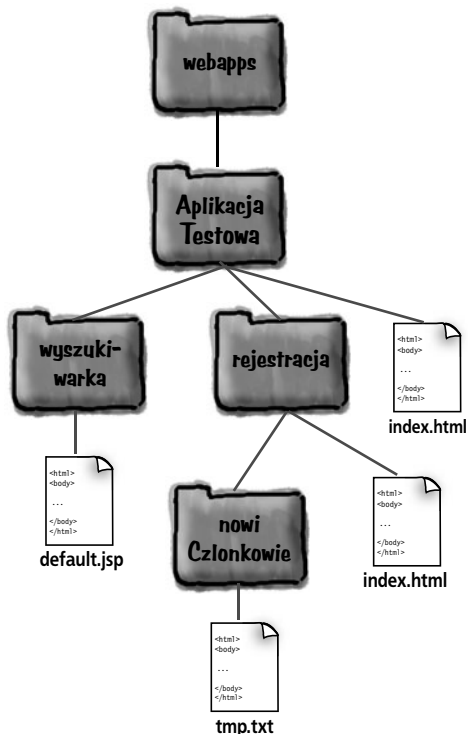 webapps
Aplikacja
Testowa
wyszuki-
warka
rejestracja
<html>
<body>
...
</body>
</html>
index.html
<html>
<body>
...
</body>
</html>
default.jsp
nowi
Członkowie
<html>
<body>
...
</body>
</html>
index.html
<html>
<body>
...
</body>
</html>
tmp.txt